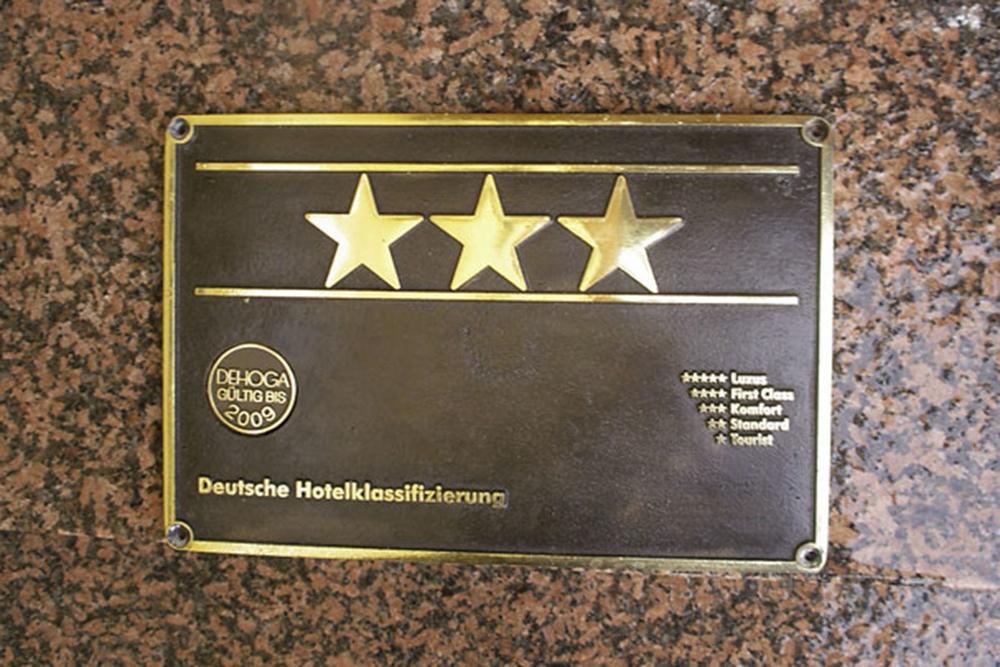 DEHOGA
GÜLTIG BIS
2009
***** Luxus
**** First Class
*** Komfort
** Standard
* Tourist
Deutsche Hotelklassifizierung